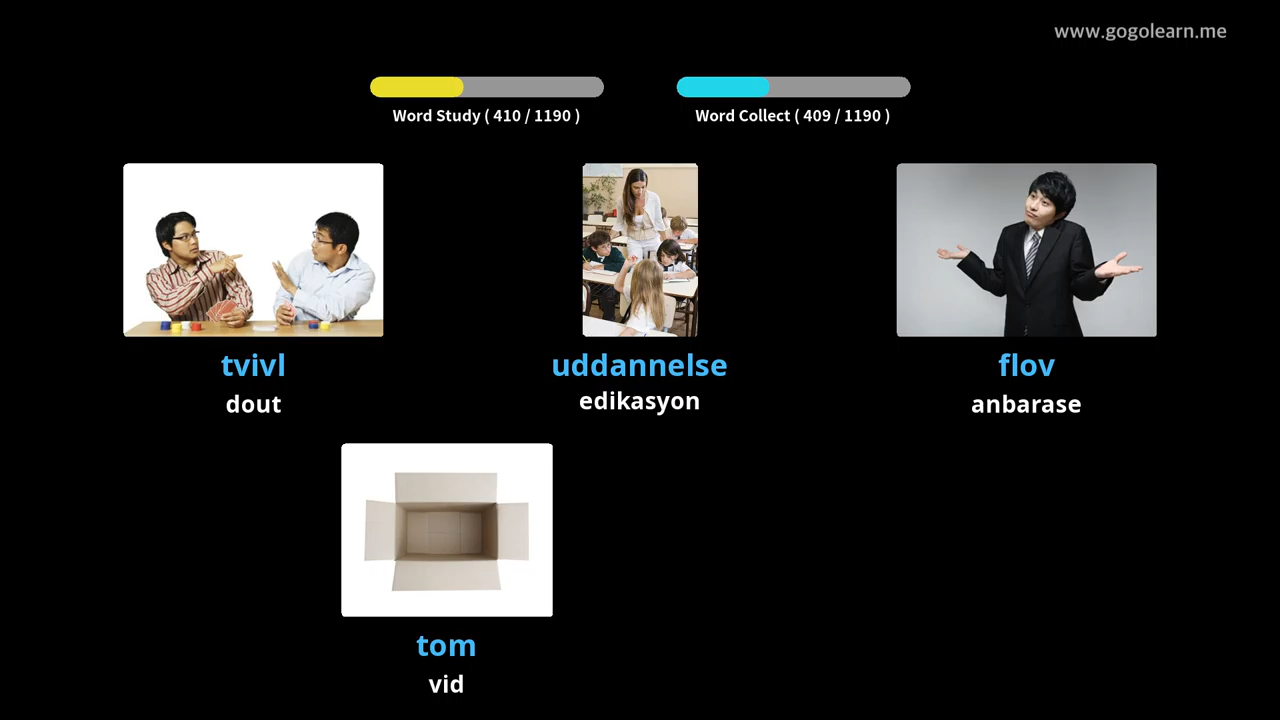 www.gogolearn.me
Word Study ( 410 / 1190 )
Word Collect ( 409 / 1190 )
tvivl
dout
uddannelse
edikasyon
flov
anbarase
tom
vid